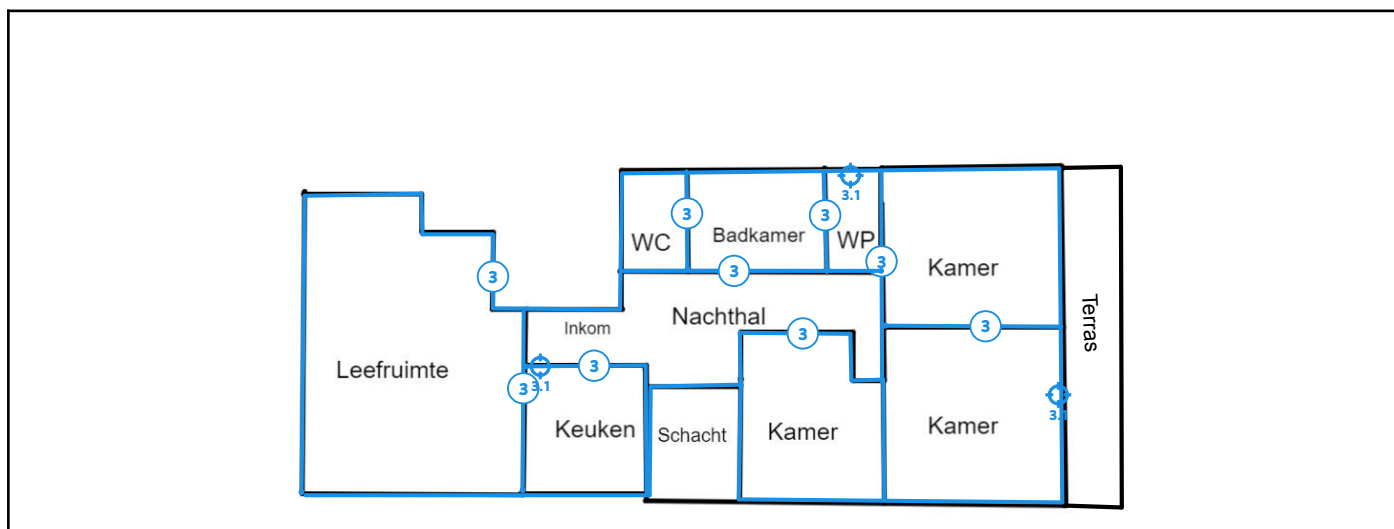 3.1
3
3
WC
Badkamer
WP
3
3
Kamer
3
Terras
Nachthal
Inkom
3
3
Leefruimte
3
3
3.1
Keuken
Schacht
Kamer
Kamer
3.1